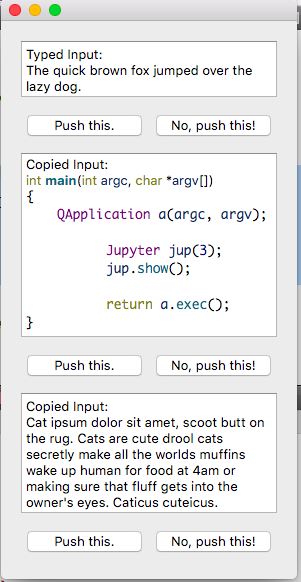 Typed Input:
The quick brown fox jumped over the
lazy dog.
Push this.
No, push this!
Copied Input:
int main(int argc, char *argv[])
{
    QApplication a(argc, argv);
        Jupyter jup(3);
        jup.show();
        return a.exec();
}
Push this.
No, push this!
Copied Input:
Cat ipsum dolor sit amet, scoot butt on
the rug. Cats are cute drool cats
secretly make all the worlds muffins
wake up human for food at 4am or
making sure that fluff gets into the
owner's eyes. Caticus cuteicus.
Push this.
No, push this!